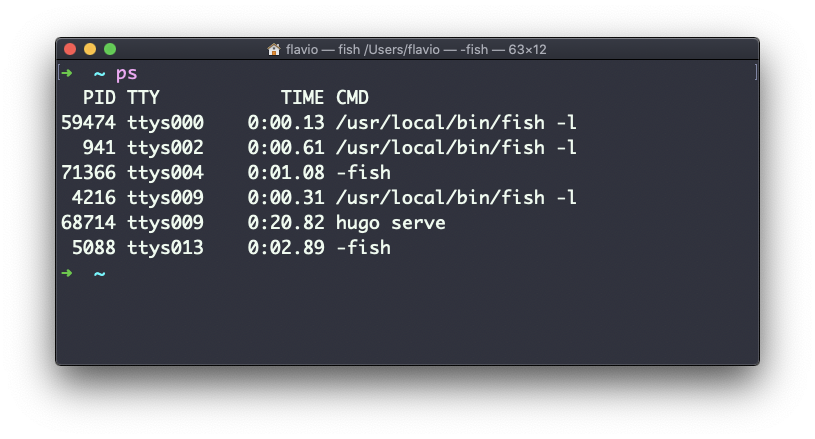 flavio — fish /Users/flavio — -fish — 63×12
➜  ~ ps
  PID TTY           TIME CMD
59474 ttys000    0:00.13 /usr/local/bin/fish -l
  941 ttys002    0:00.61 /usr/local/bin/fish -l
71366 ttys004    0:01.08 -fish
 4216 ttys009    0:00.31 /usr/local/bin/fish -l
68714 ttys009    0:20.82 hugo serve
 5088 ttys013    0:02.89 -fish
➜  ~